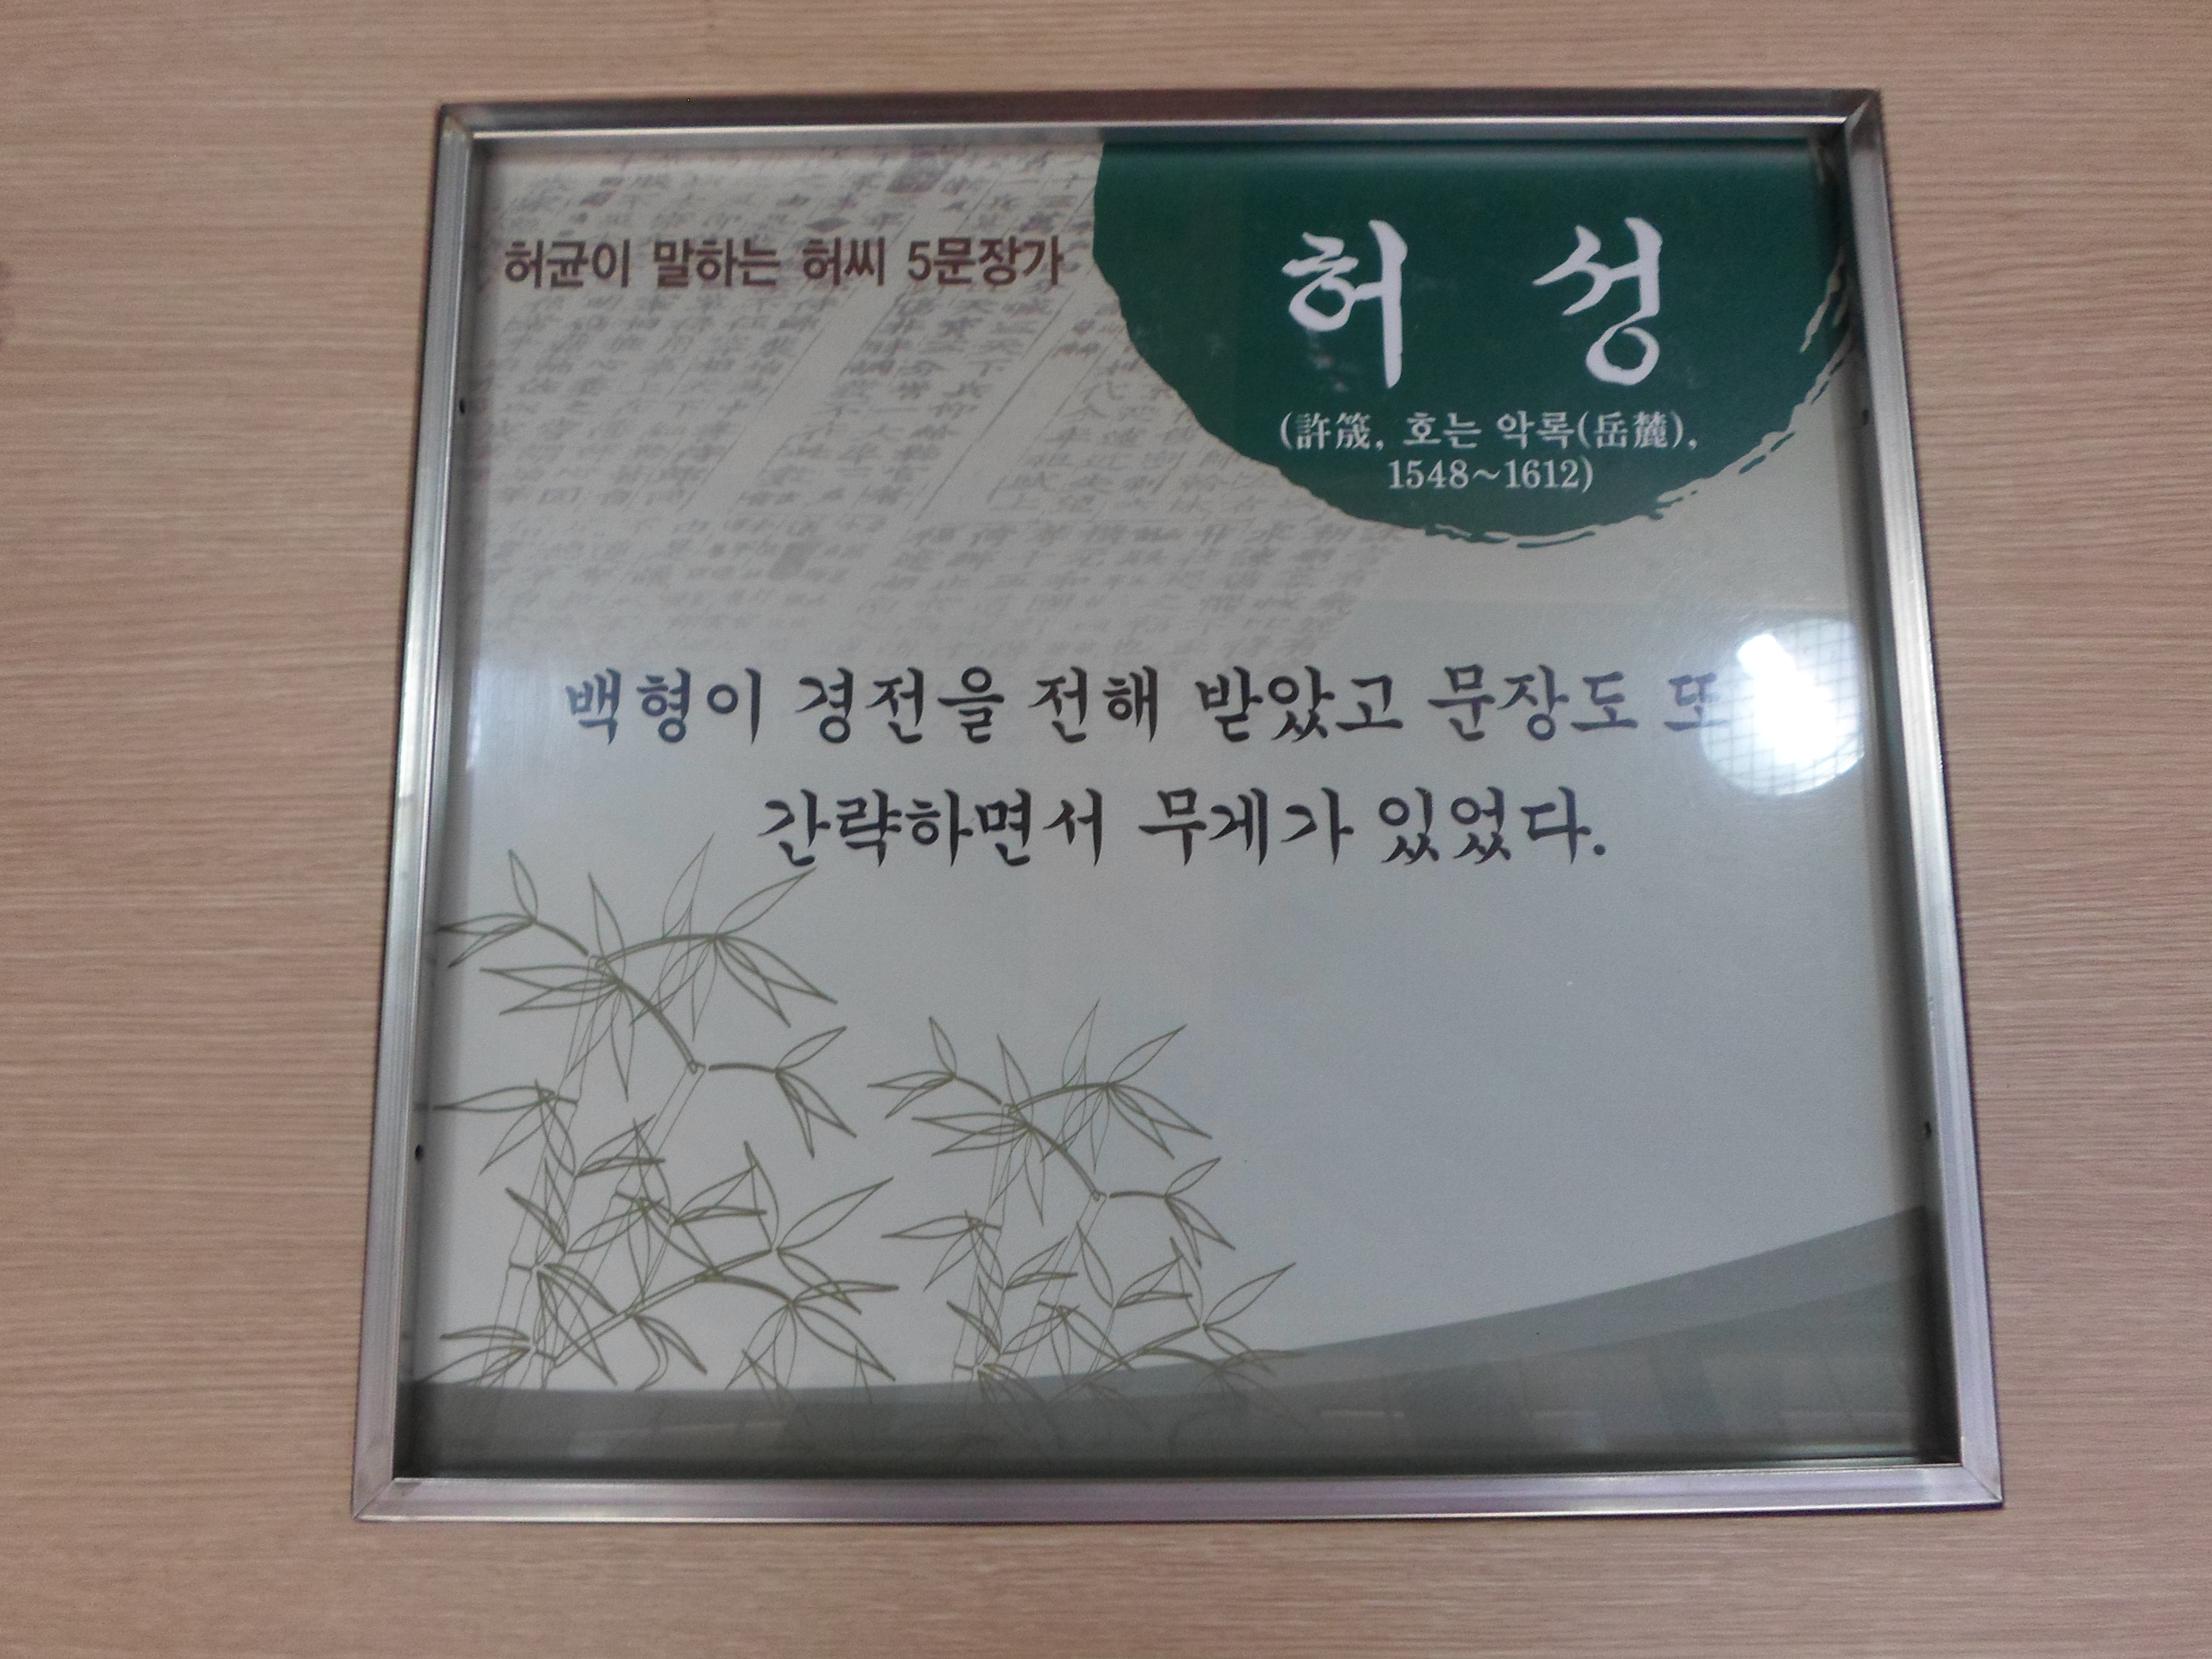 허균이 말하는 허씨 5문장가
허 성
(許筬, 호는 악록(岳麓),
1548~1612)
백형이 경전을 전해 받았고 문장도 또
간략하면서 무게가 있었다.